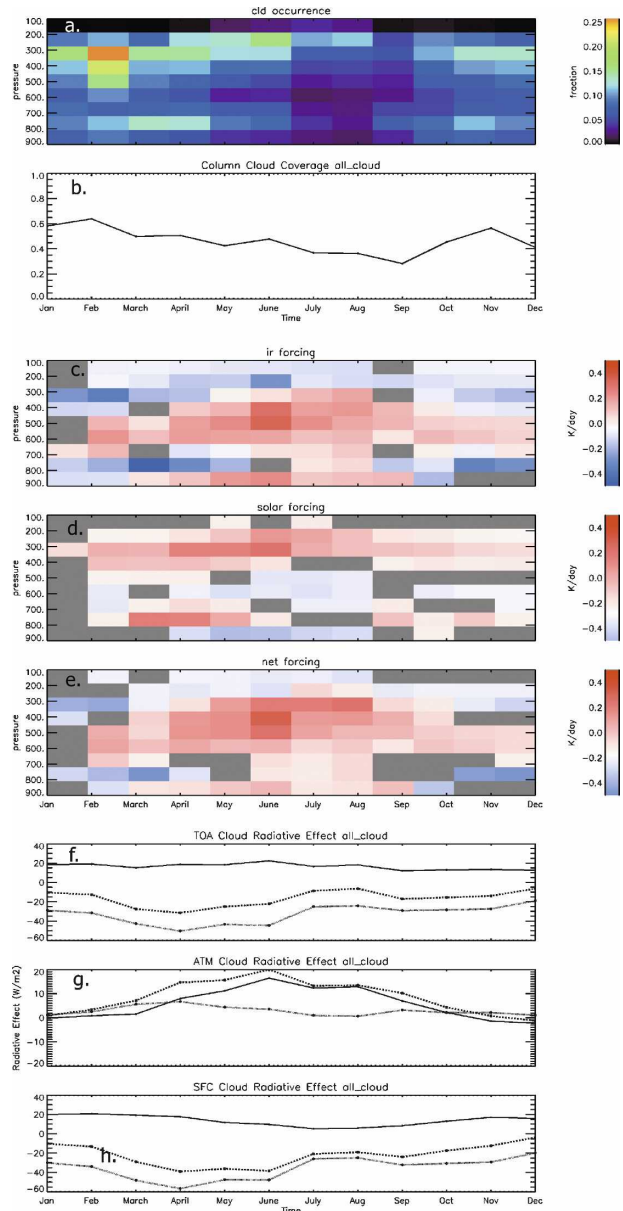 cld occurrence
a.
100.
200.
300.
400.
500.
600.
700.
800.
900.
pressure
0.25
0.20
0.15
0.10
0.05
0.00
fraction
Column Cloud Coverage all_cloud
b.
1.0
0.8
0.6
0.4
0.2
0.0
Jan Feb March April May June July Aug Sep Oct Nov Dec
Time
ir forcing
c.
100.
200.
300.
400.
500.
600.
700.
800.
900.
pressure
0.4
0.2
0.0
−0.2
−0.4
K/day
solar forcing
d.
100.
200.
300.
400.
500.
600.
700.
800.
900.
pressure
0.4
0.2
0.0
−0.2
−0.4
K/day
net forcing
e.
100.
200.
300.
400.
500.
600.
700.
800.
900.
pressure
Jan Feb March April May June July Aug Sep Oct Nov Dec
0.4
0.2
0.0
−0.2
−0.4
K/day
TOA Cloud Radiative Effect all_cloud
f.
40
20
0
−20
−40
−60
ATM Cloud Radiative Effect all_cloud
g.
20
10
0
−10
−20
Radiative Effect (W/m2)
SFC Cloud Radiative Effect all_cloud
h.
40
20
0
−20
−40
−60
Jan Feb March April May June July Aug Sep Oct Nov Dec
Time